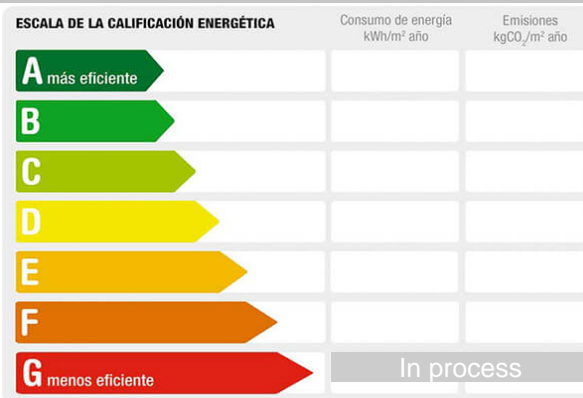 ESCALA DE LA CALIFICACIÓN ENERGÉTICA
Consumo de energía
kWh/m² año
Emisiones
kgCO₂/m² año
A más eficiente
B
C
D
E
F
G menos eficiente
In process